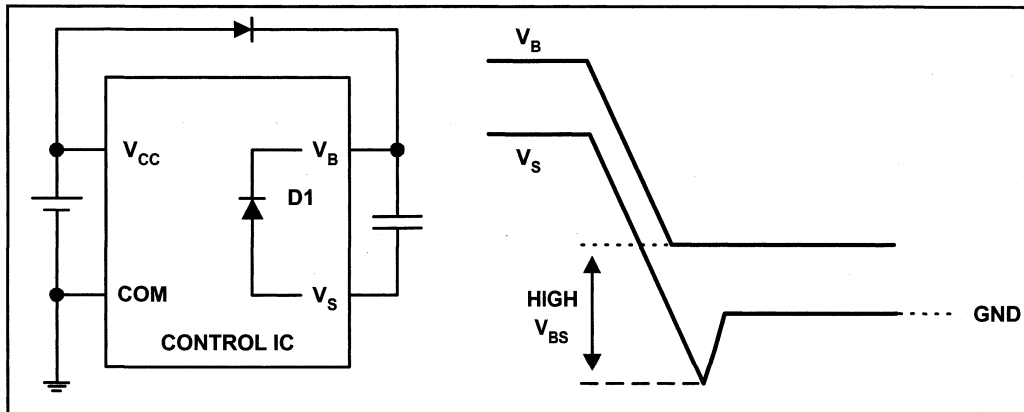 V_CC
V_B
D1
COM
V_S
CONTROL IC
V_B
V_S
HIGH
V_BS
GND